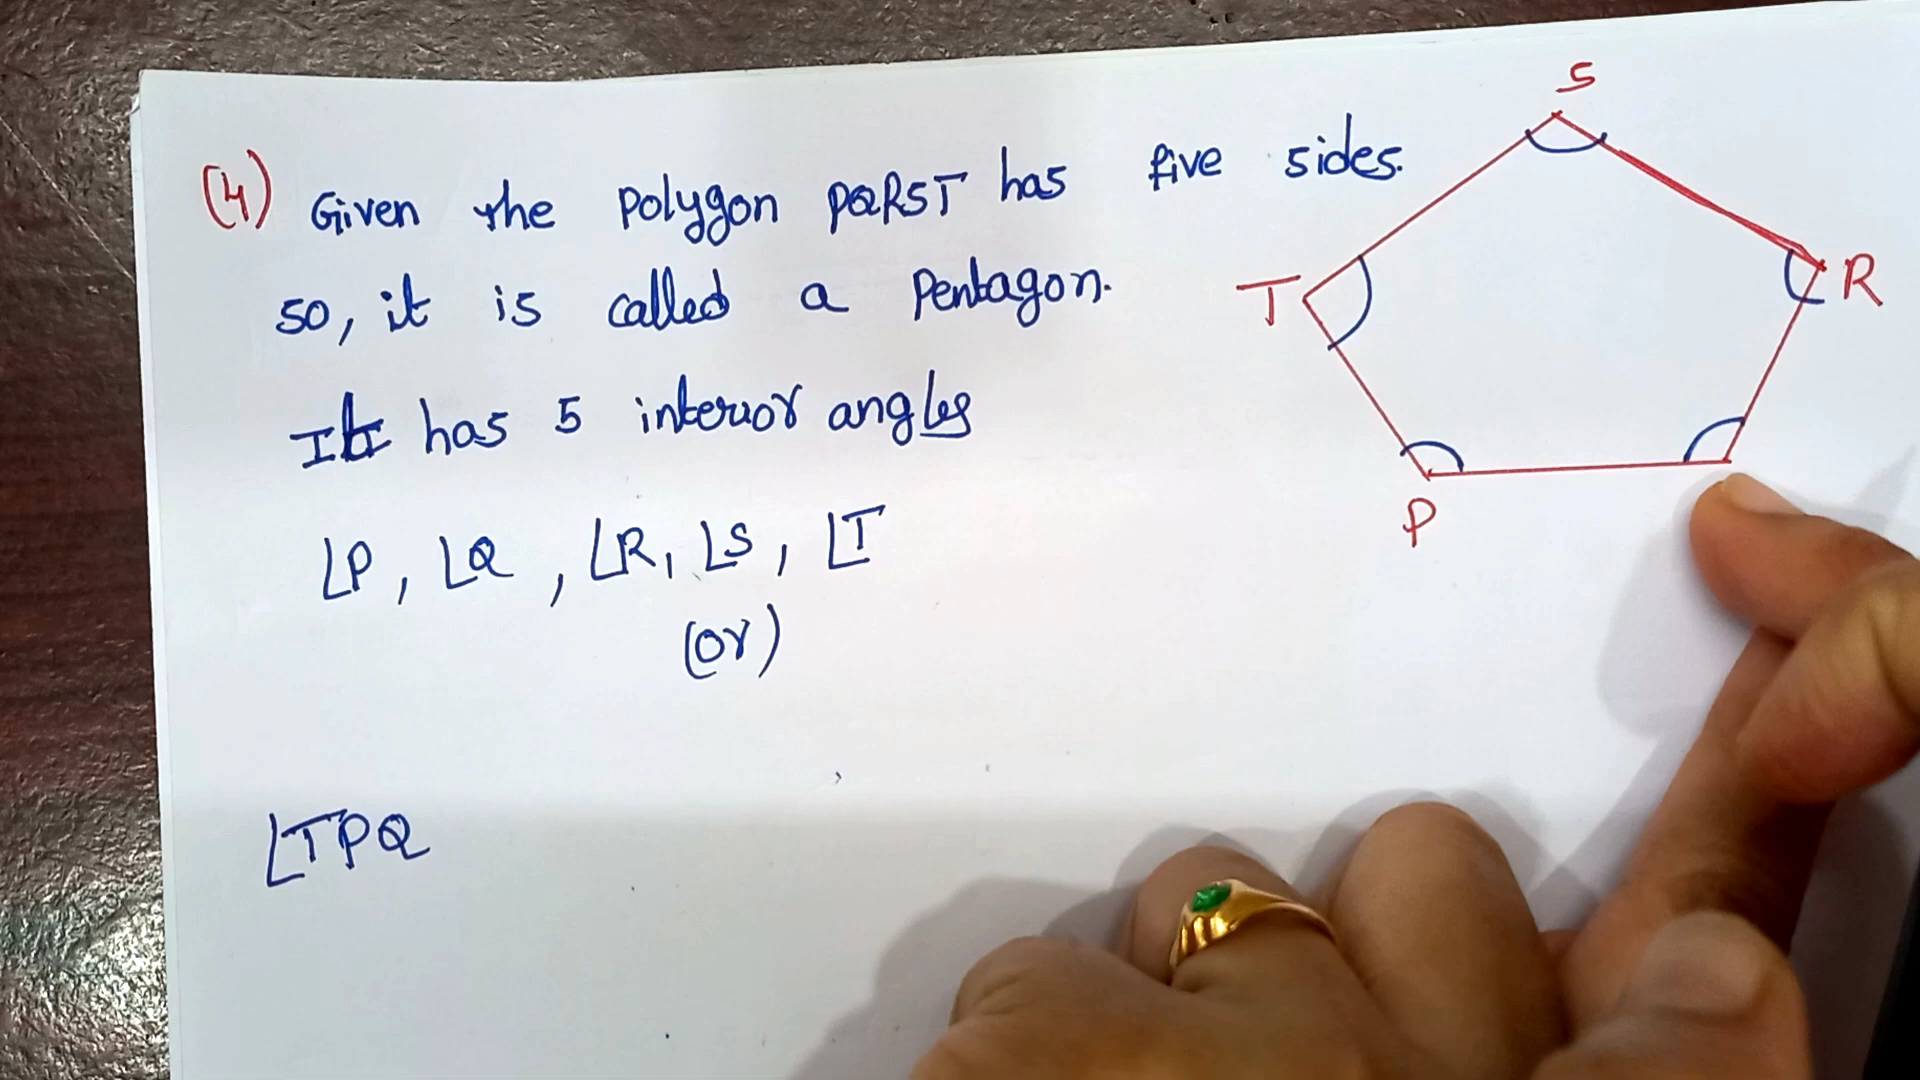 (4) Given the Polygon PQRST has five sides.
so, it is called a Pentagon.
It has 5 interior angles
∠P, ∠Q, ∠R, ∠S, ∠T
(or)
∠TPQ
S
T
R
P